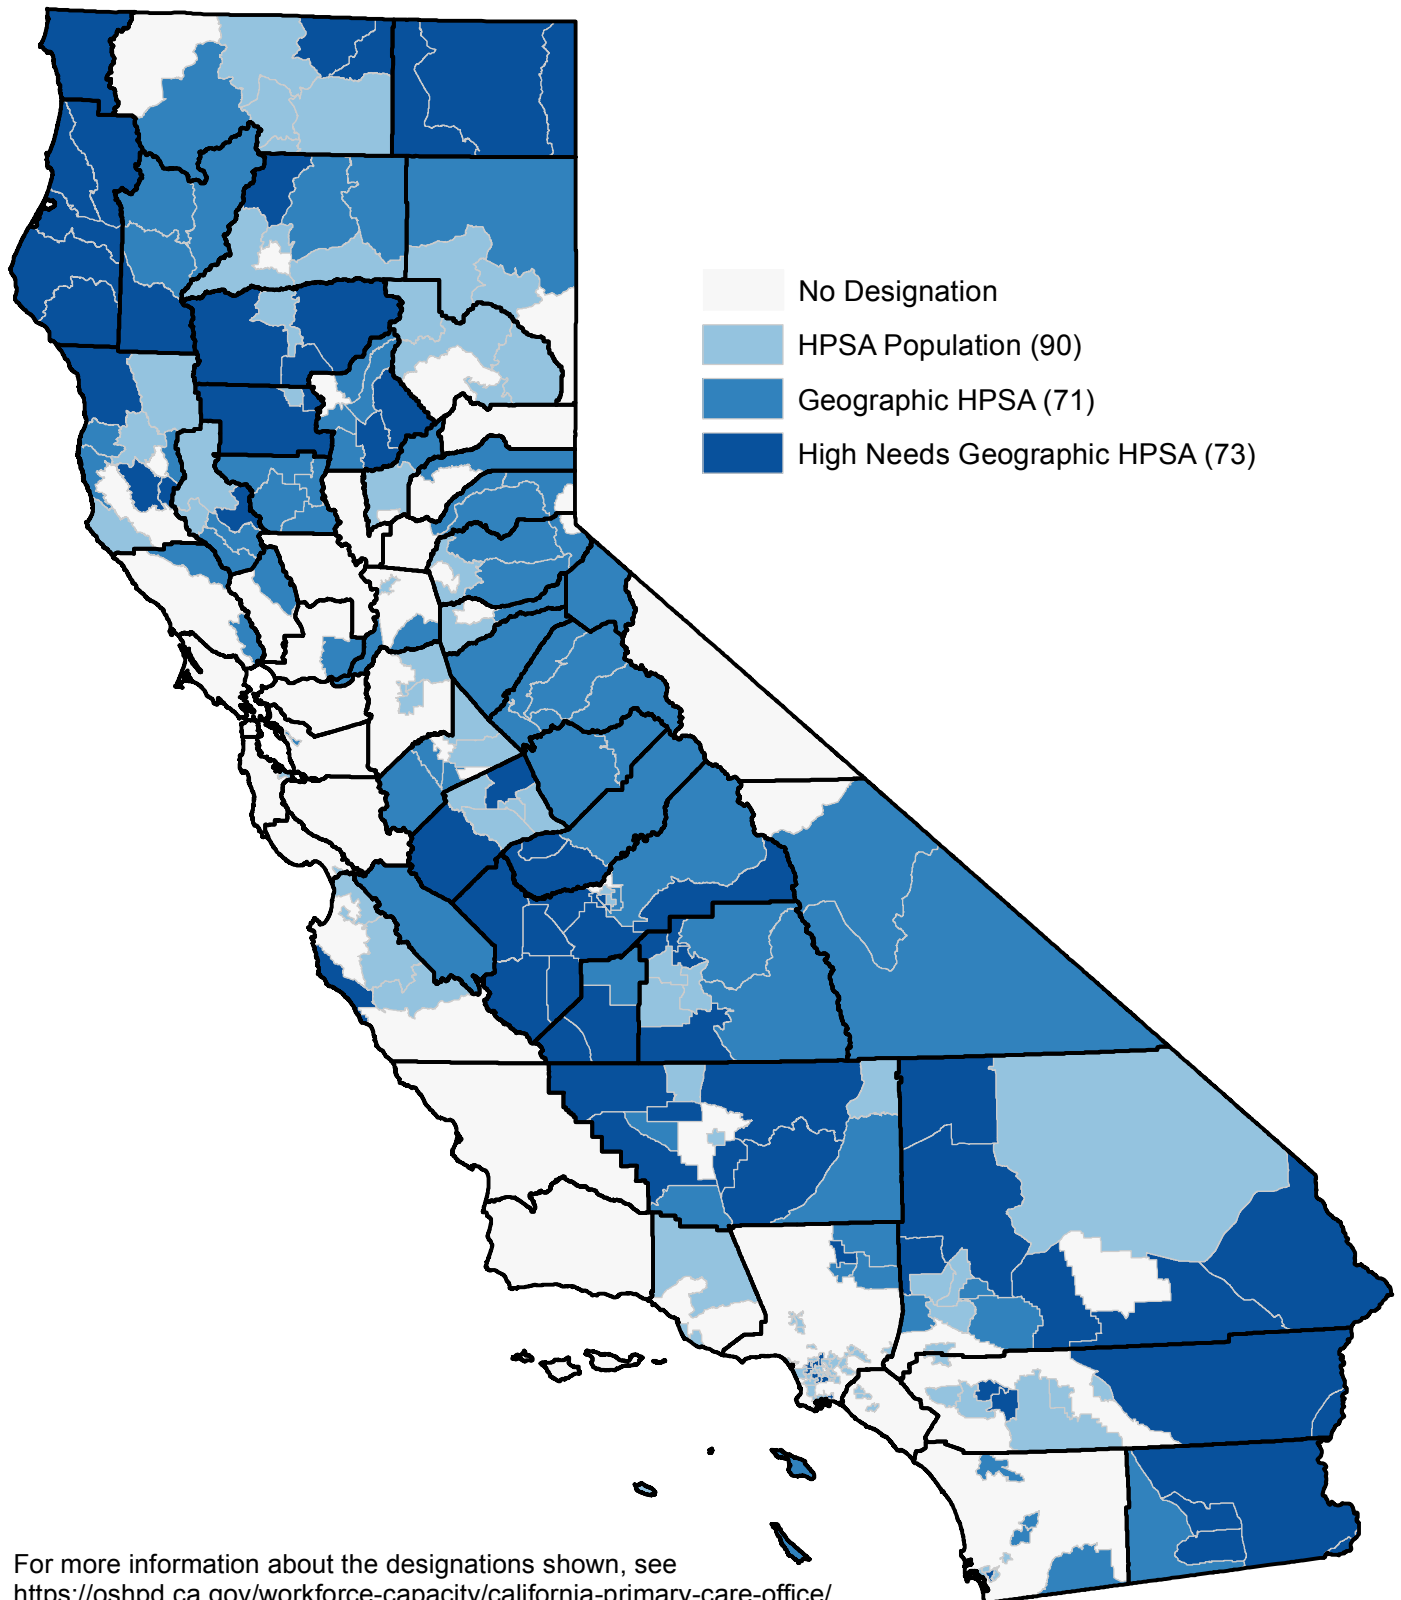 No Designation
HPSA Population (90)
Geographic HPSA (71)
High Needs Geographic HPSA (73)
For more information about the designations shown, see
https://oshpd.ca.gov/workforce-capacity/california-primary-care-office/